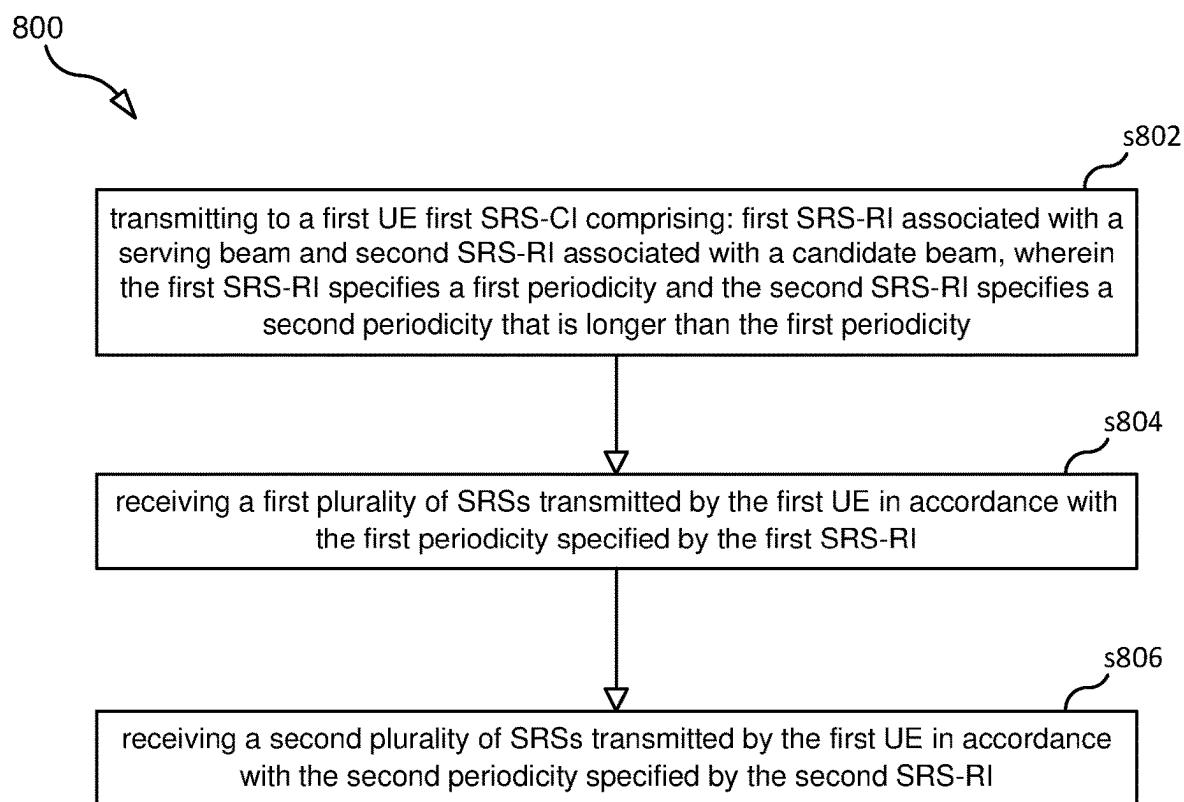 800
s802
transmitting to a first UE first SRS-CI comprising: first SRS-RI associated with a
serving beam and second SRS-RI associated with a candidate beam, wherein
the first SRS-RI specifies a first periodicity and the second SRS-RI specifies a
second periodicity that is longer than the first periodicity
s804
receiving a first plurality of SRSs transmitted by the first UE in accordance with
the first periodicity specified by the first SRS-RI
s806
receiving a second plurality of SRSs transmitted by the first UE in accordance
with the second periodicity specified by the second SRS-RI